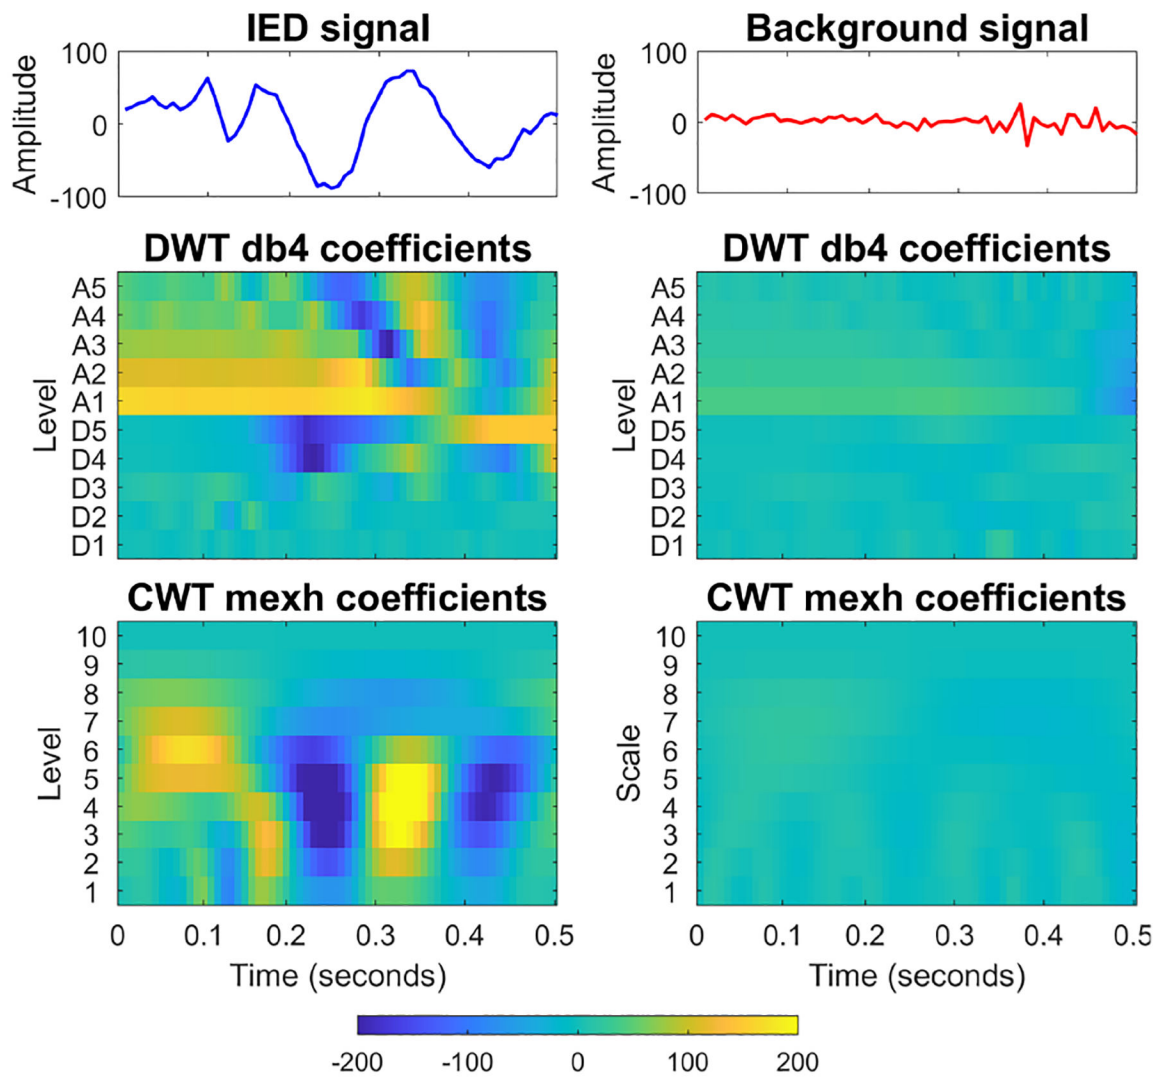 IED signal
Background signal
100
0
-100
Amplitude
100
0
-100
Amplitude
DWT db4 coefficients
DWT db4 coefficients
A5
A4
A3
A2
A1
D5
D4
D3
D2
D1
Level
A5
A4
A3
A2
A1
D5
D4
D3
D2
D1
Level
CWT mexh coefficients
CWT mexh coefficients
10
9
8
7
6
5
4
3
2
1
Level
10
9
8
7
6
5
4
3
2
1
Scale
0 0.1 0.2 0.3 0.4 0.5
0 0.1 0.2 0.3 0.4 0.5
Time (seconds)
Time (seconds)
-200 -100 0 100 200